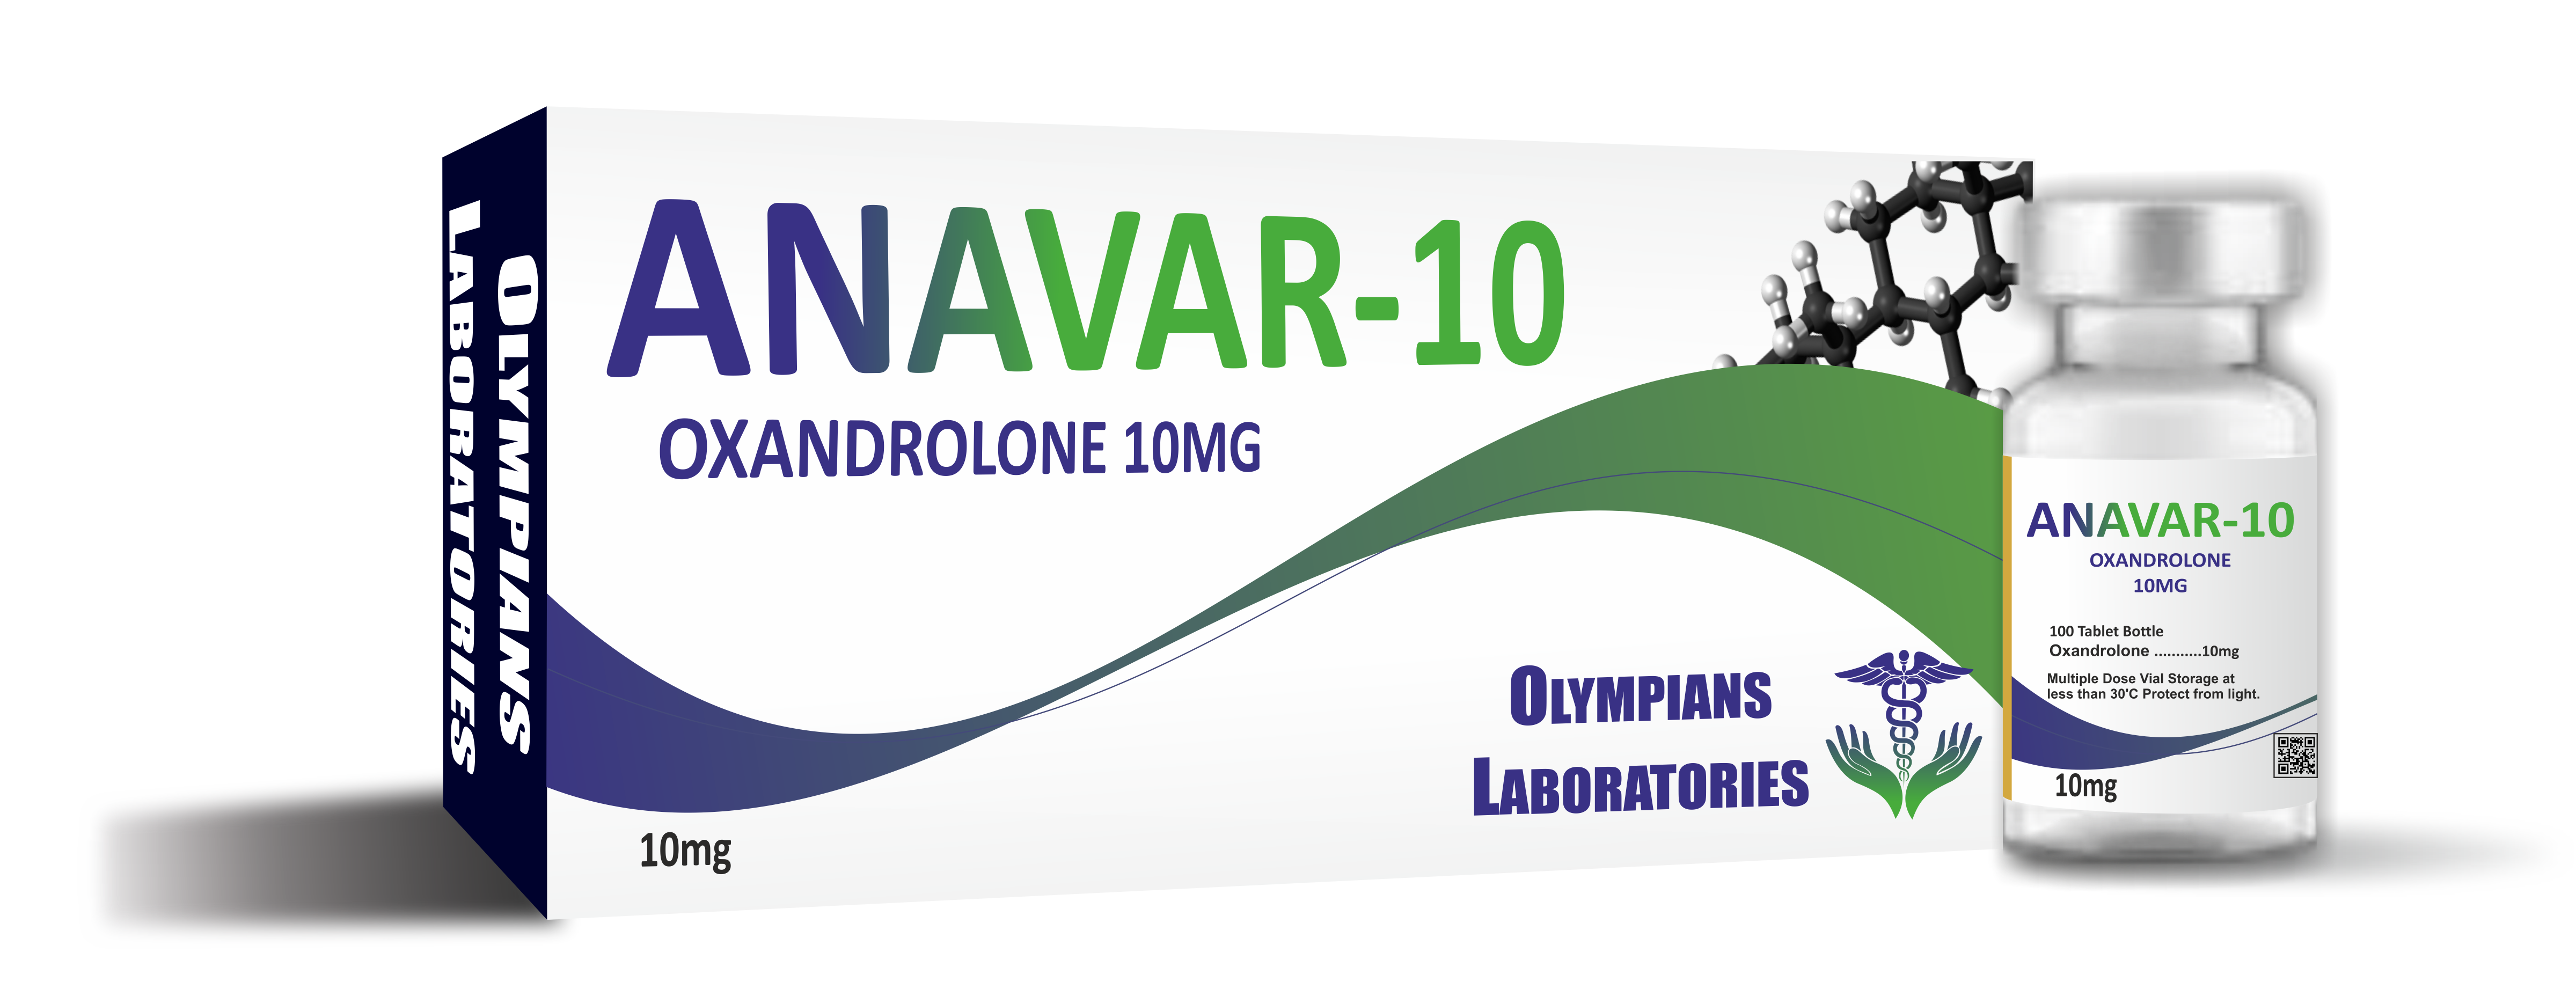 OLYMPIANS
LABORATORIES
ANAVAR-10
OXANDROLONE 10MG
OLYMPIANS
LABORATORIES
10mg
ANAVAR-10
OXANDROLONE
10MG
100 Tablet Bottle
Oxandrolone ...........10mg
Multiple Dose Vial Storage at
less than 30'C Protect from light.
10mg